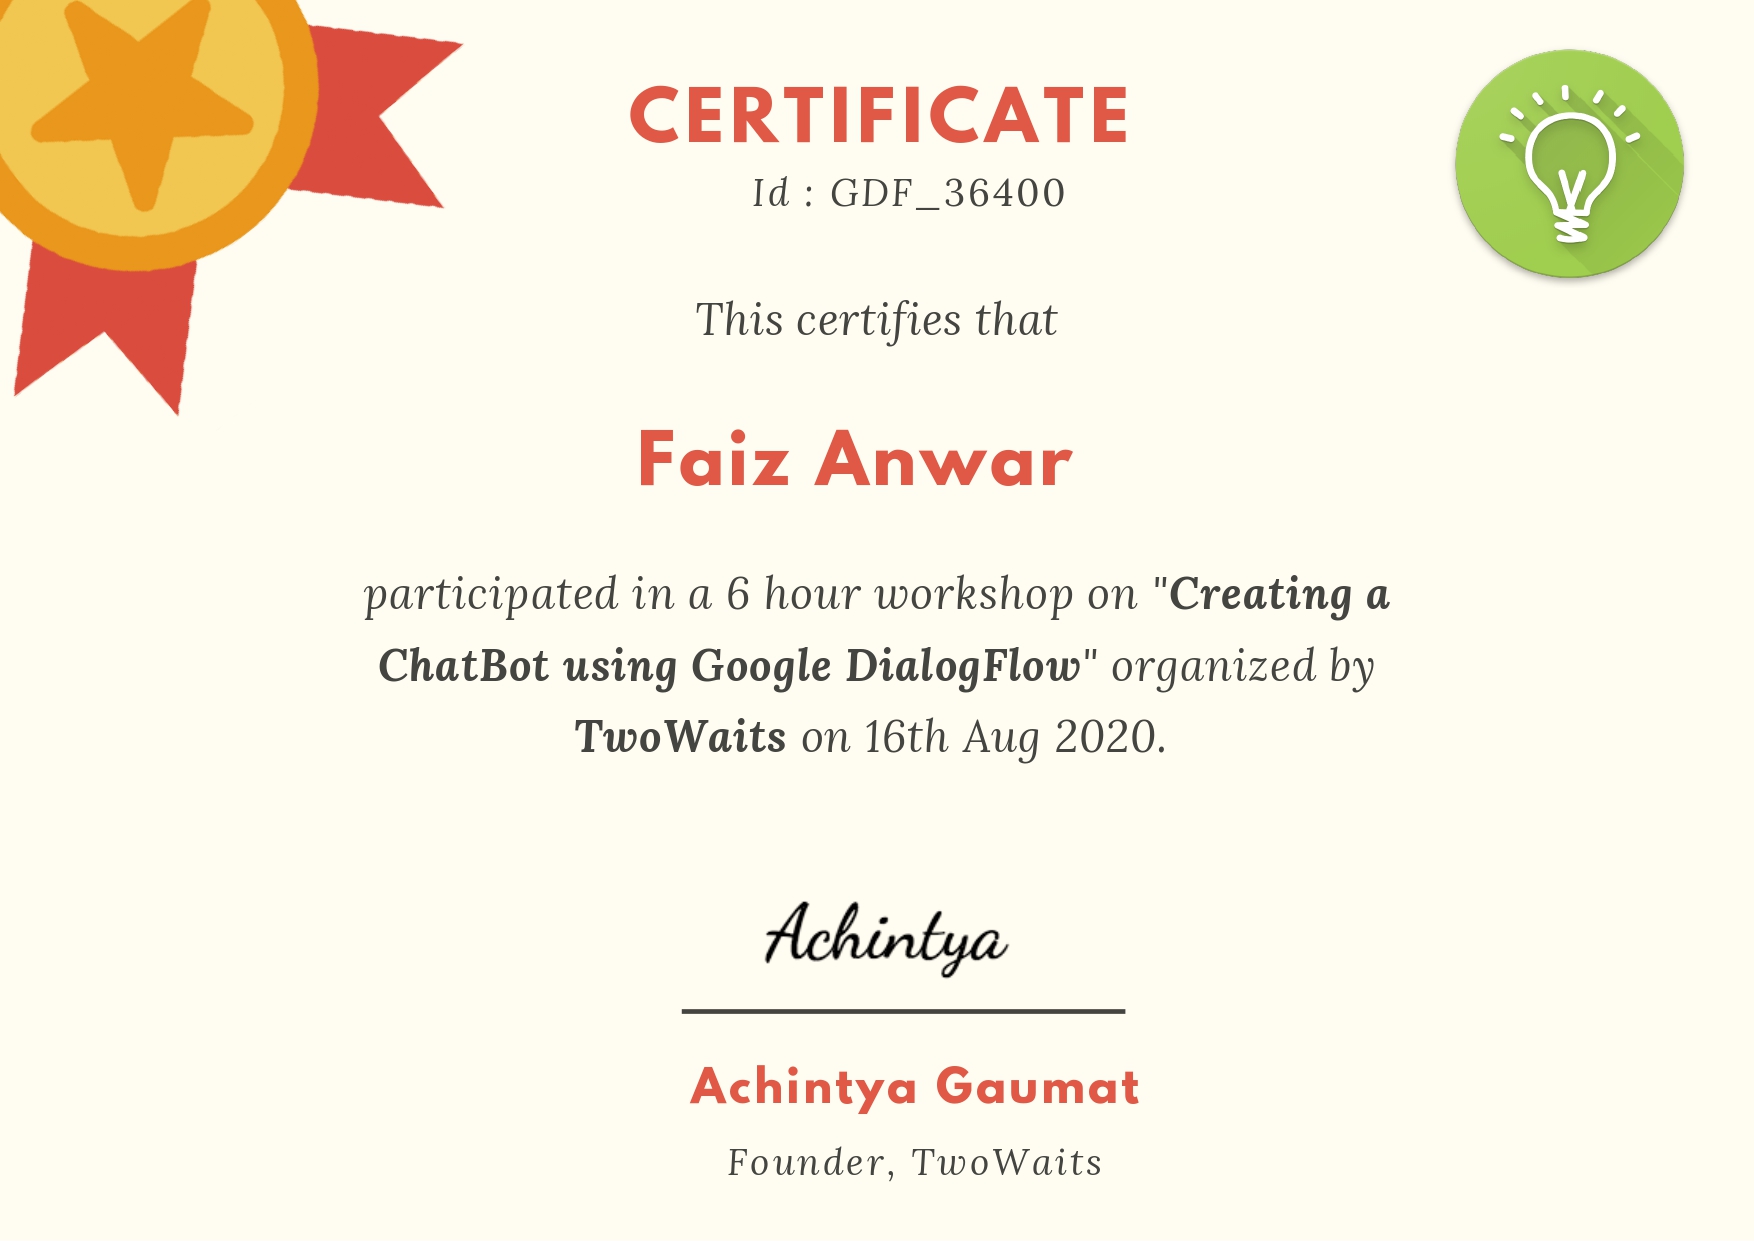 CERTIFICATE
Id : GDF_36400
This certifies that
Faiz Anwar
participated in a 6 hour workshop on "Creating a
ChatBot using Google DialogFlow" organized by
TwoWaits on 16th Aug 2020.
Achintya
Achintya Gaumat
Founder, TwoWaits